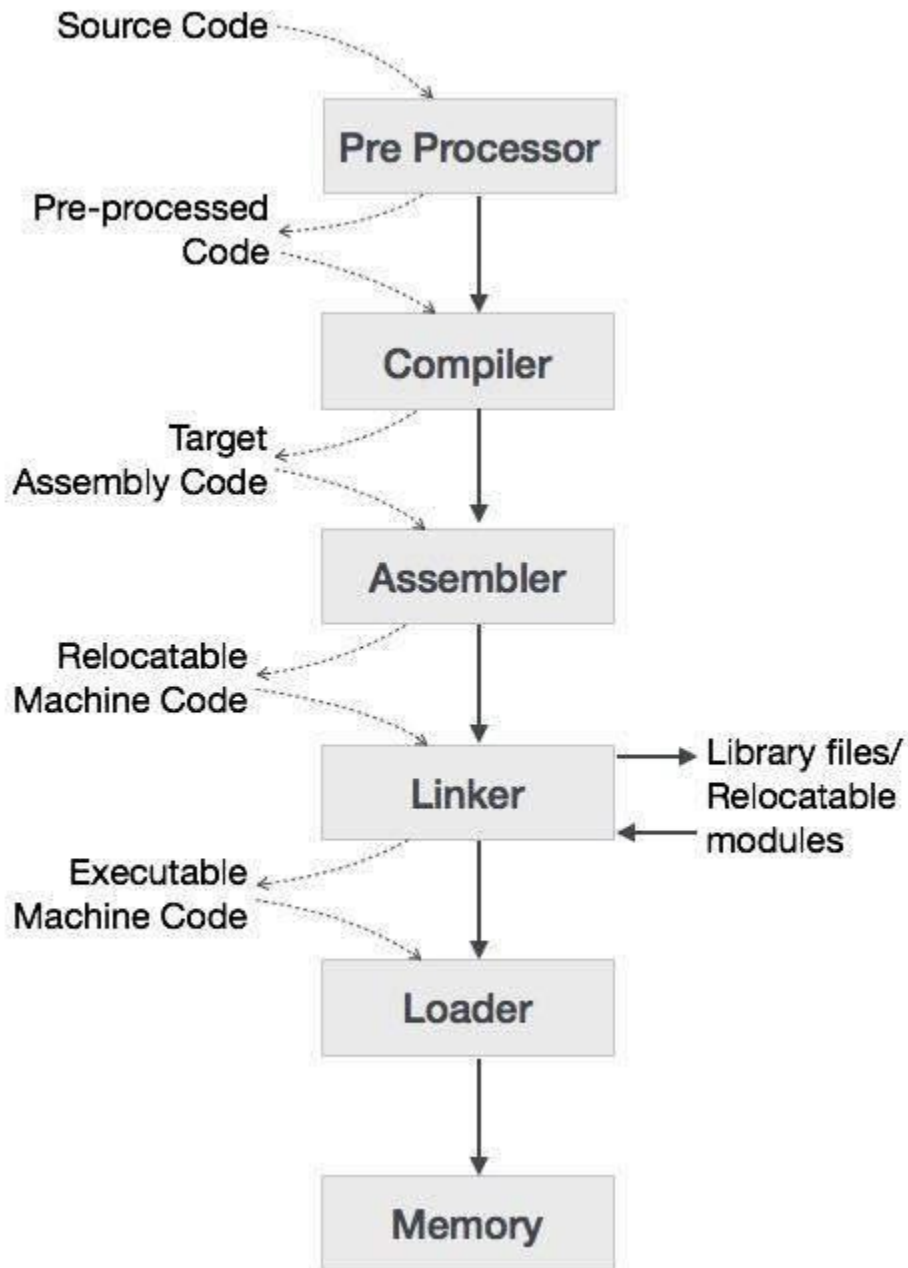 Source Code
Pre Processor
Pre-processed
Code
Compiler
Target
Assembly Code
Assembler
Relocatable
Machine Code
Linker
Library files/
Relocatable
modules
Executable
Machine Code
Loader
Memory